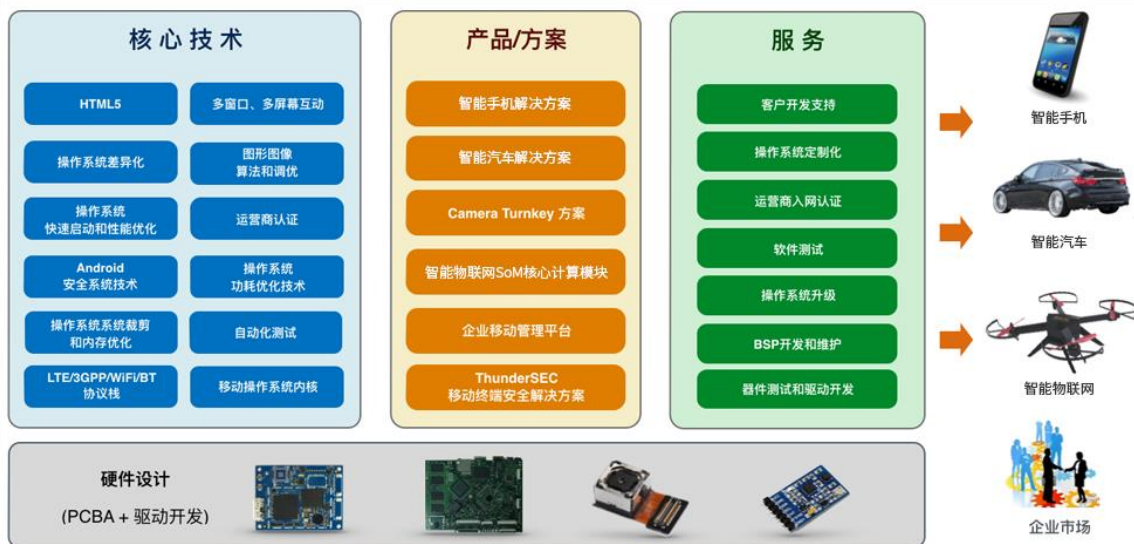 核心技术
HTML5
多窗口、多屏幕互动
操作系统差异化
图形图像
算法和调优
操作系统
快速启动和性能优化
运营商认证
Android
安全系统技术
操作系统
功耗优化技术
操作系统系统裁剪
和内存优化
自动化测试
LTE/3GPP/WiFi/BT
协议栈
移动操作系统内核
产品/方案
智能手机解决方案
智能汽车解决方案
Camera Turnkey 方案
智能物联网SoM核心计算模块
企业移动管理平台
ThunderSEC
移动终端安全解决方案
服务
客户开发支持
操作系统定制化
运营商入网认证
软件测试
操作系统升级
BSP开发和维护
器件测试和驱动开发
智能手机
智能汽车
智能物联网
企业市场
硬件设计
(PCBA + 驱动开发)